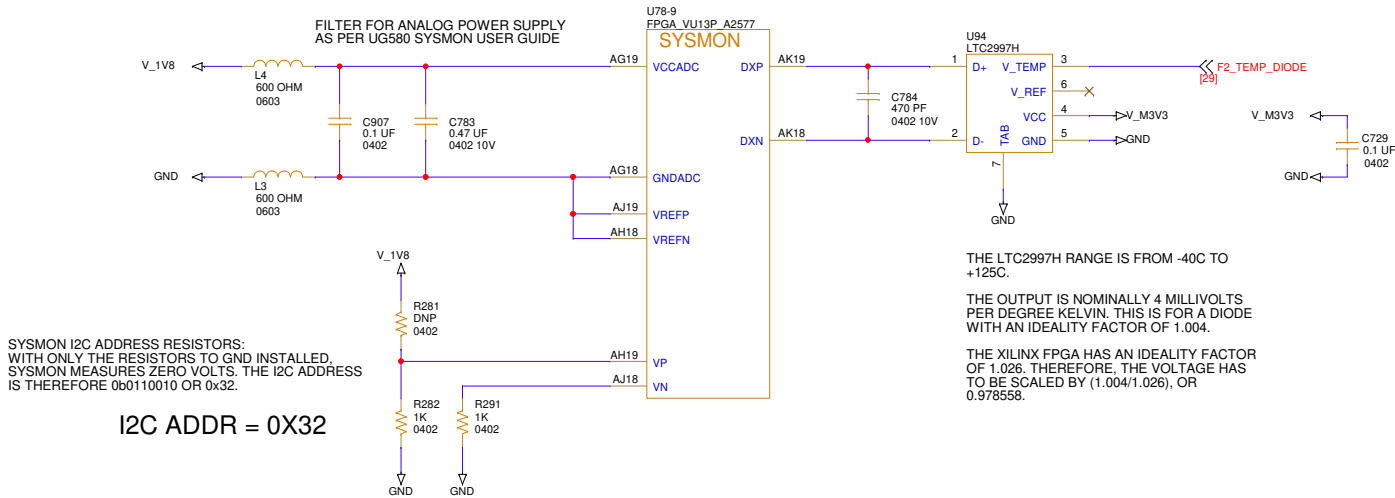 FILTER FOR ANALOG POWER SUPPLY
AS PER UG580 SYSMON USER GUIDE
V_1V8
L4
600 OHM
0603
C907
0.1 UF
0402
C783
0.47 UF
0402 10V
GND
L3
600 OHM
0603
U78-9
FPGA_VU13P_A2577
SYSMON
AG19
VCCADC
AG18
GNDADC
AJ19
VREFP
AH18
VREFN
AH19
VP
AJ18
VN
DXP
AK19
DXN
AK18
C784
470 PF
0402 10V
U94
LTC2997H
1
D+
2
D-
V_TEMP
3
V_REF
6
VCC
4
GND
5
TAB
7
GND
F2_TEMP_DIODE
[29]
V_M3V3
GND
V_M3V3
C729
0.1 UF
0402
GND
THE LTC2997H RANGE IS FROM -40C TO
+125C.
THE OUTPUT IS NOMINALLY 4 MILLIVOLTS
PER DEGREE KELVIN. THIS IS FOR A DIODE
WITH AN IDEALITY FACTOR OF 1.004.
THE XILINX FPGA HAS AN IDEALITY FACTOR
OF 1.026. THEREFORE, THE VOLTAGE HAS
TO BE SCALED BY (1.004/1.026), OR
0.978558.
V_1V8
R281
DNP
0402
SYSMON I2C ADDRESS RESISTORS:
WITH ONLY THE RESISTORS TO GND INSTALLED,
SYSMON MEASURES ZERO VOLTS. THE I2C ADDRESS
IS THEREFORE 0b0110010 OR 0x32.
I2C ADDR = 0X32
R282
1K
0402
R291
1K
0402
GND
GND